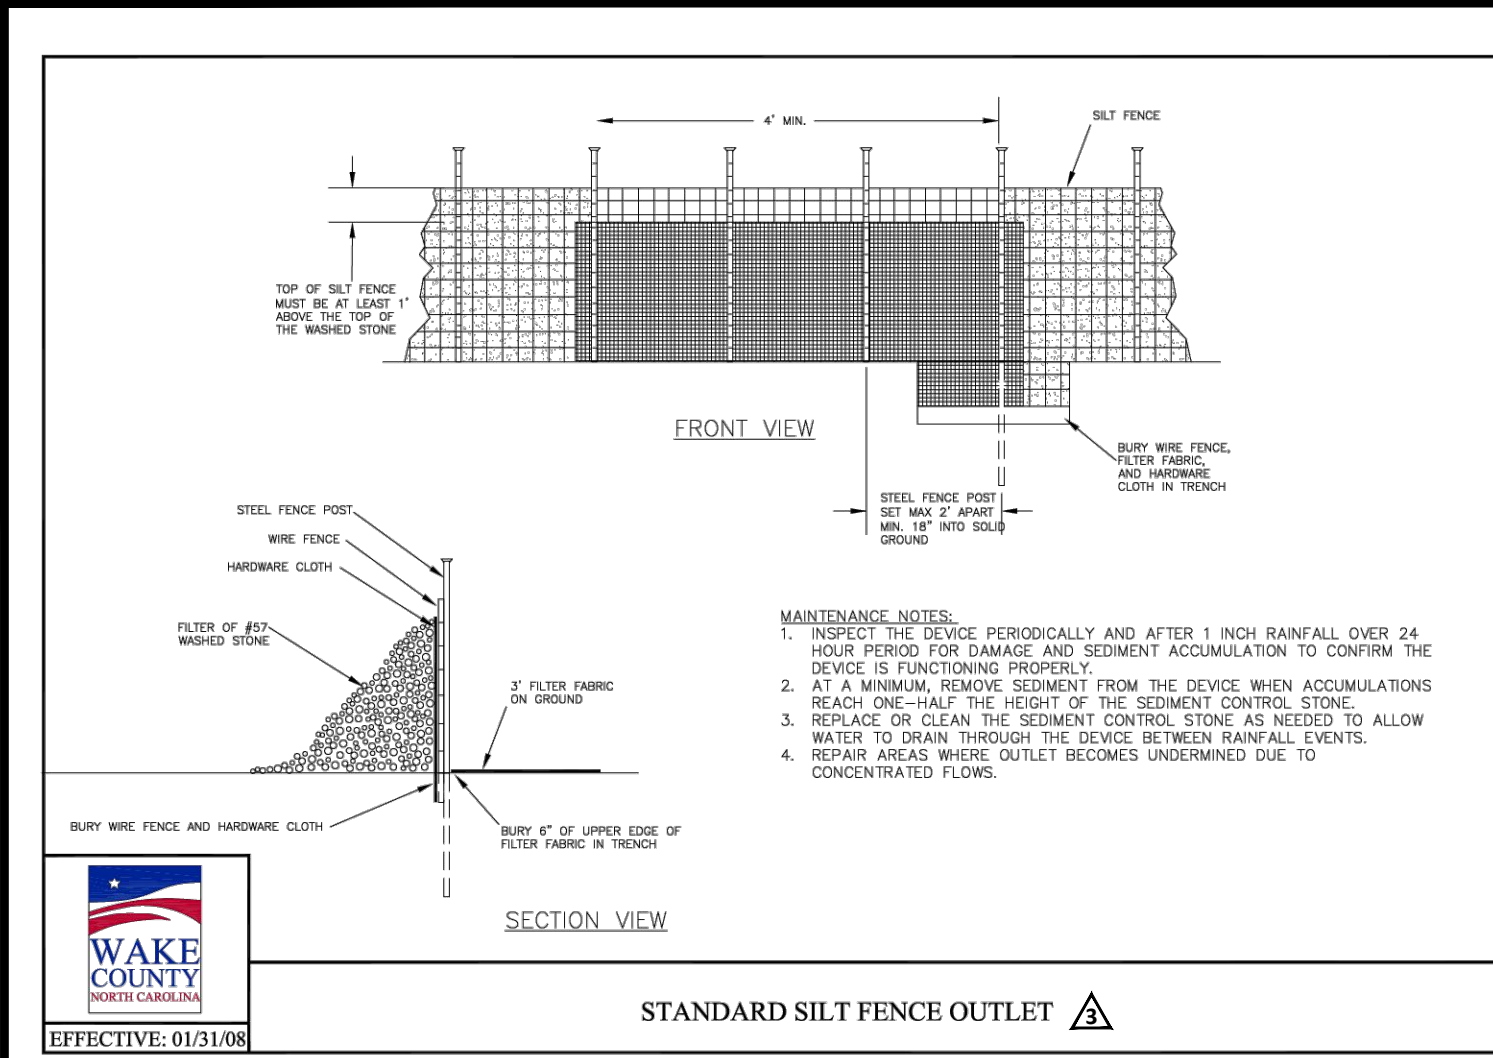 4' MIN.
SILT FENCE
TOP OF SILT FENCE
MUST BE AT LEAST 1'
ABOVE THE TOP OF
THE WASHED STONE
FRONT VIEW
BURY WIRE FENCE,
FILTER FABRIC,
AND HARDWARE
CLOTH IN TRENCH
STEEL FENCE POST
SET MAX 2' APART
MIN. 18" INTO SOLID
GROUND
STEEL FENCE POST
WIRE FENCE
HARDWARE CLOTH
FILTER OF #57
WASHED STONE
3' FILTER FABRIC
ON GROUND
BURY WIRE FENCE AND HARDWARE CLOTH
BURY 6" OF UPPER EDGE OF
FILTER FABRIC IN TRENCH
SECTION VIEW
MAINTENANCE NOTES:
1. INSPECT THE DEVICE PERIODICALLY AND AFTER 1 INCH RAINFALL OVER 24
HOUR PERIOD FOR DAMAGE AND SEDIMENT ACCUMULATION TO CONFIRM THE
DEVICE IS FUNCTIONING PROPERLY.
2. AT A MINIMUM, REMOVE SEDIMENT FROM THE DEVICE WHEN ACCUMULATIONS
REACH ONE-HALF THE HEIGHT OF THE SEDIMENT CONTROL STONE.
3. REPLACE OR CLEAN THE SEDIMENT CONTROL STONE AS NEEDED TO ALLOW
WATER TO DRAIN THROUGH THE DEVICE BETWEEN RAINFALL EVENTS.
4. REPAIR AREAS WHERE OUTLET BECOMES UNDERMINED DUE TO
CONCENTRATED FLOWS.
WAKE
COUNTY
NORTH CAROLINA
EFFECTIVE: 01/31/08
STANDARD SILT FENCE OUTLET 3